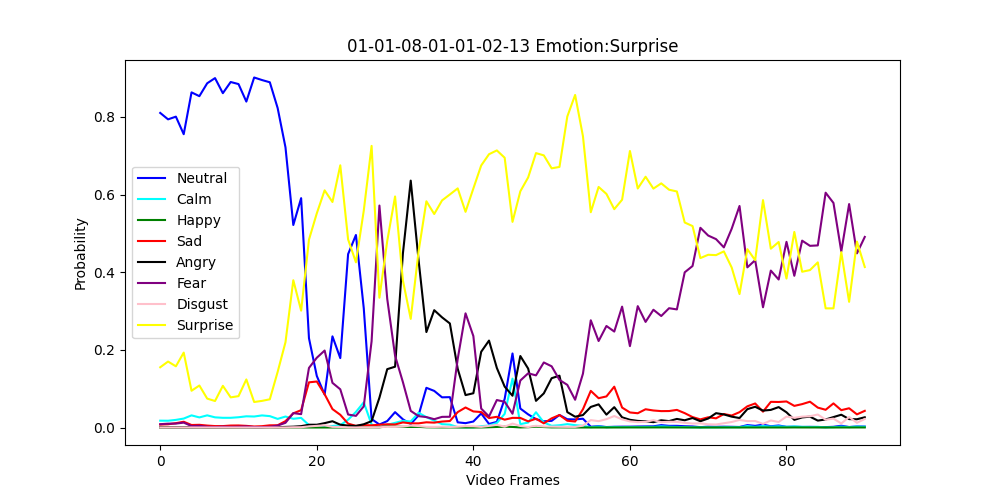 01-01-08-01-01-02-13 Emotion:Surprise
Probability
0.8
0.6
0.4
0.2
0.0
Neutral
Calm
Happy
Sad
Angry
Fear
Disgust
Surprise
0 20 40 60 80
Video Frames